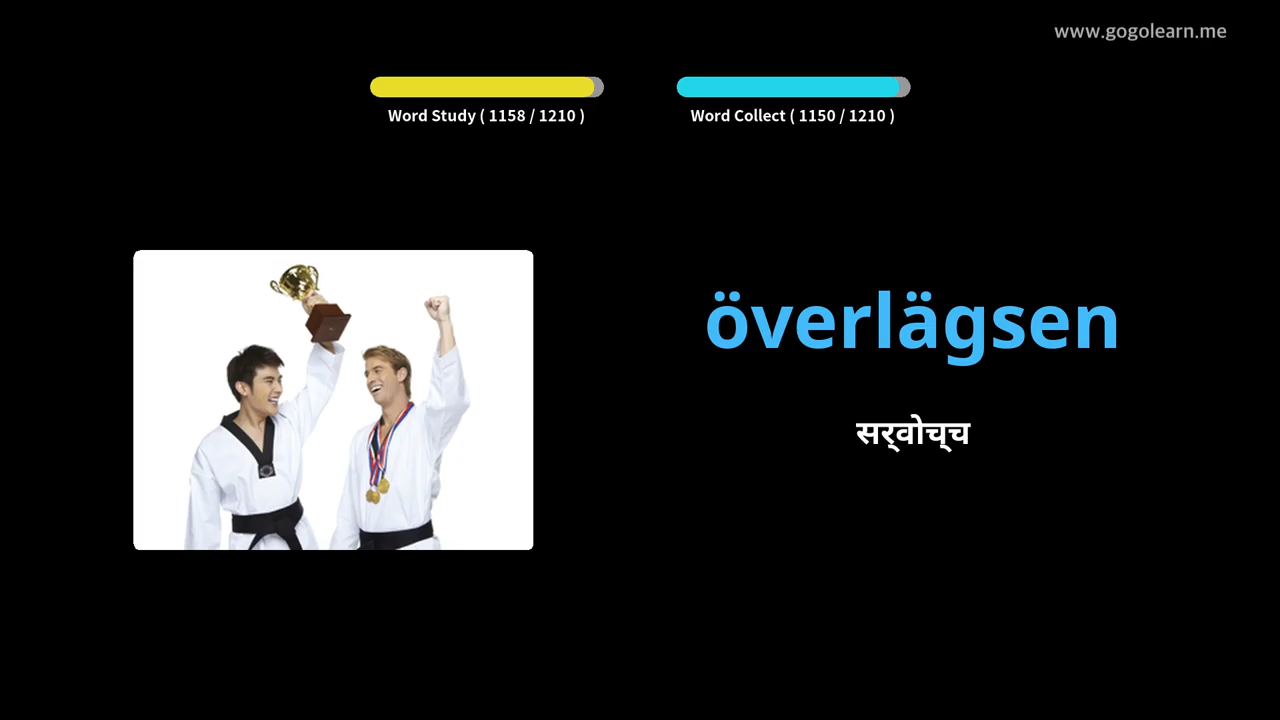 www.gogolearn.me
Word Study ( 1158 / 1210 )
Word Collect ( 1150 / 1210 )
överlägsen
सर्वोच्च